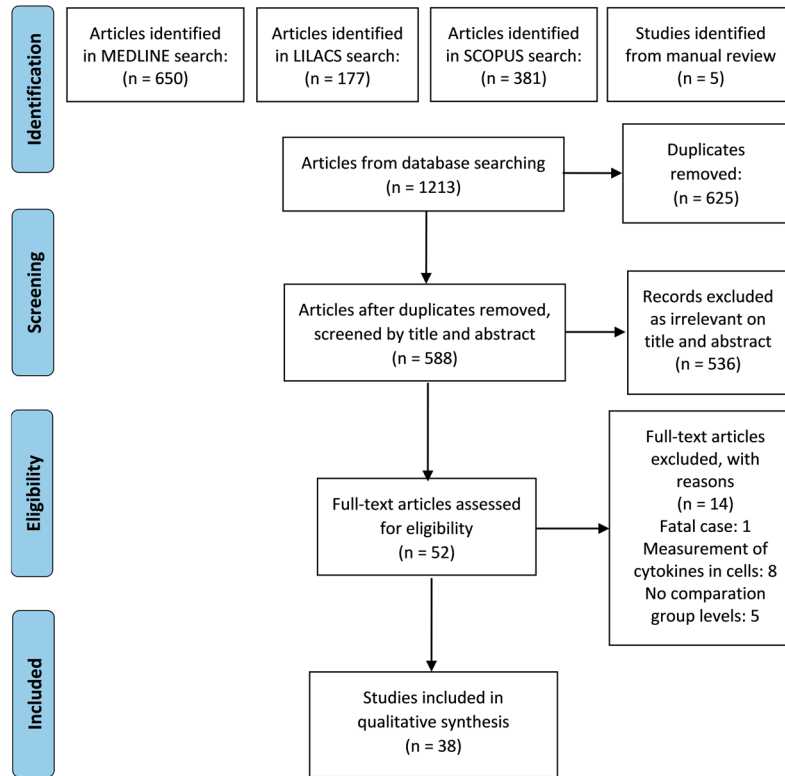 Identification
Articles identified
in MEDLINE search:
(n = 650)
Articles identified
in LILACS search:
(n = 177)
Articles identified
in SCOPUS search:
(n = 381)
Studies identified
from manual review
(n = 5)
Articles from database searching
(n = 1213)
Duplicates
removed:
(n = 625)
Screening
Articles after duplicates removed,
screened by title and abstract
(n = 588)
Records excluded
as irrelevant on
title and abstract
(n = 536)
Eligibility
Full-text articles assessed
for eligibility
(n = 52)
Full-text articles
excluded, with
reasons
(n = 14)
Fatal case: 1
Measurement of
cytokines in cells: 8
No comparation
group levels: 5
Included
Studies included in
qualitative synthesis
(n = 38)